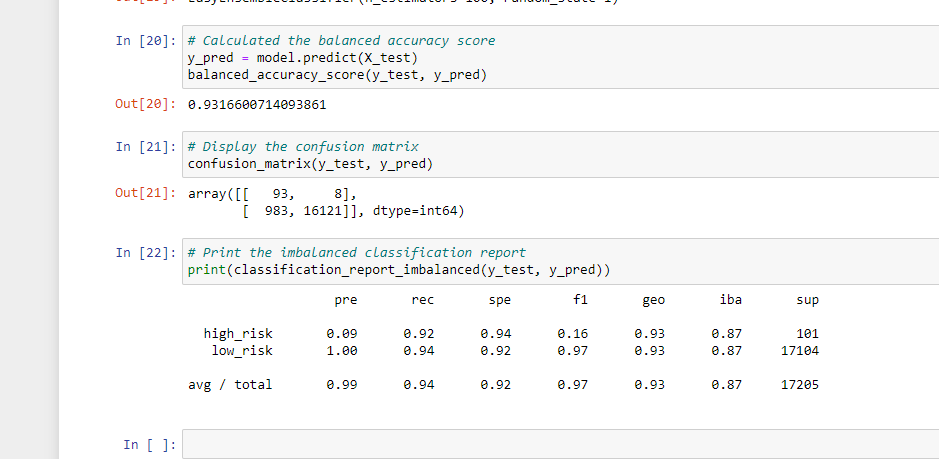 In [20]: # Calculated the balanced accuracy score
y_pred = model.predict(X_test)
balanced_accuracy_score(y_test, y_pred)
Out[20]: 0.9316600714093861
In [21]: # Display the confusion matrix
confusion_matrix(y_test, y_pred)
Out[21]: array([[   93,     8],
       [  983, 16121]], dtype=int64)
In [22]: # Print the imbalanced classification report
print(classification_report_imbalanced(y_test, y_pred))
pre       rec       spe        f1       geo       iba       sup
high_risk       0.09      0.92      0.94      0.16      0.93      0.87       101
low_risk       1.00      0.94      0.92      0.97      0.93      0.87     17104
avg / total       0.99      0.94      0.92      0.97      0.93      0.87     17205
In [ ]: